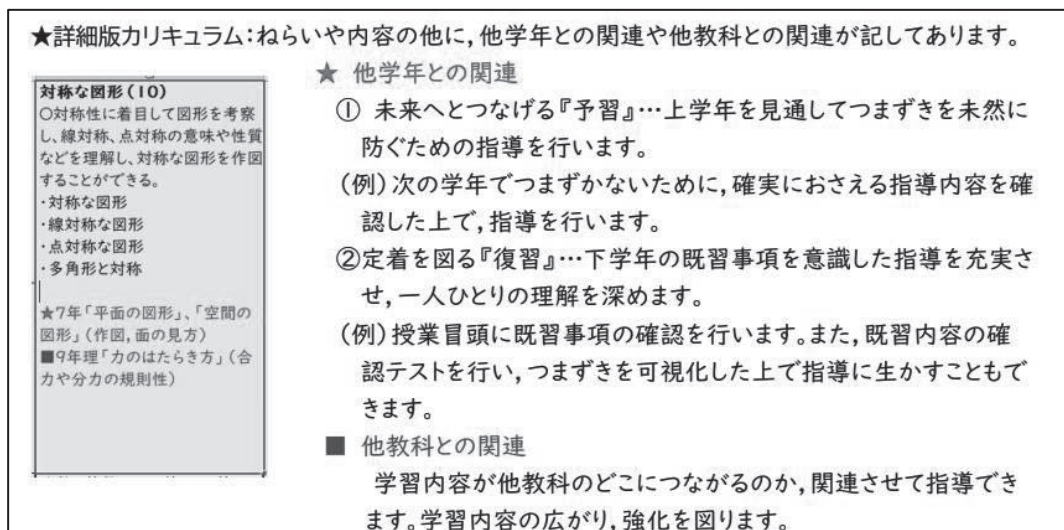 ★詳細版カリキュラム：ねらいや内容の他に，他学年との関連や他教科との関連が記してあります。
対称な図形（10）
○対称性に着目して図形を考察
し、線対称、点対称の意味や性質
などを理解し、対称な図形を作図
することができる。
・対称な図形
・線対称な図形
・点対称な図形
・多角形と対称
★7年「平面の図形」、「空間の
図形」（作図，面の見方）
■9年理「力のはたらき方」（合
力や分力の規則性）
★ 他学年との関連
① 未来へとつなげる『予習』…上学年を見通してつまずきを未然に
防ぐための指導を行います。
（例）次の学年でつまずかないために，確実におさえる指導内容を確
認した上で，指導を行います。
②定着を図る『復習』…下学年の既習事項を意識した指導を充実さ
せ，一人ひとりの理解を深めます。
（例）授業冒頭に既習事項の確認を行います。また，既習内容の確
認テストを行い，つまずきを可視化した上で指導に生かすこともで
きます。
■ 他教科との関連
学習内容が他教科のどこにつながるのか，関連させて指導でき
ます。学習内容の広がり，強化を図ります。